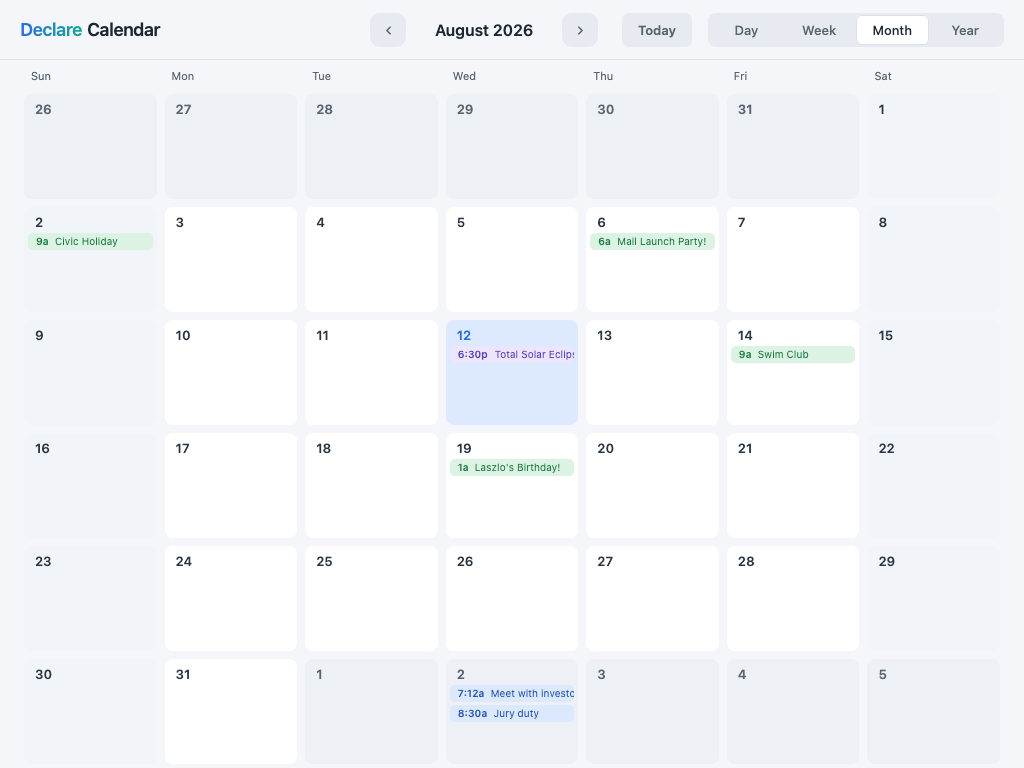 Declare Calendar
August 2026
Today
Day Week Month Year
Sun Mon Tue Wed Thu Fri Sat
26 27 28 29 30 31 1
2 3 4 5 6 7 8
9a Civic Holiday
6a Mail Launch Party!
9 10 11 12 13 14 15
6:30p Total Solar Eclips
9a Swim Club
16 17 18 19 20 21 22
1a Laszlo's Birthday!
23 24 25 26 27 28 29
30 31 1 2 3 4 5
7:12a Meet with investo
8:30a Jury duty